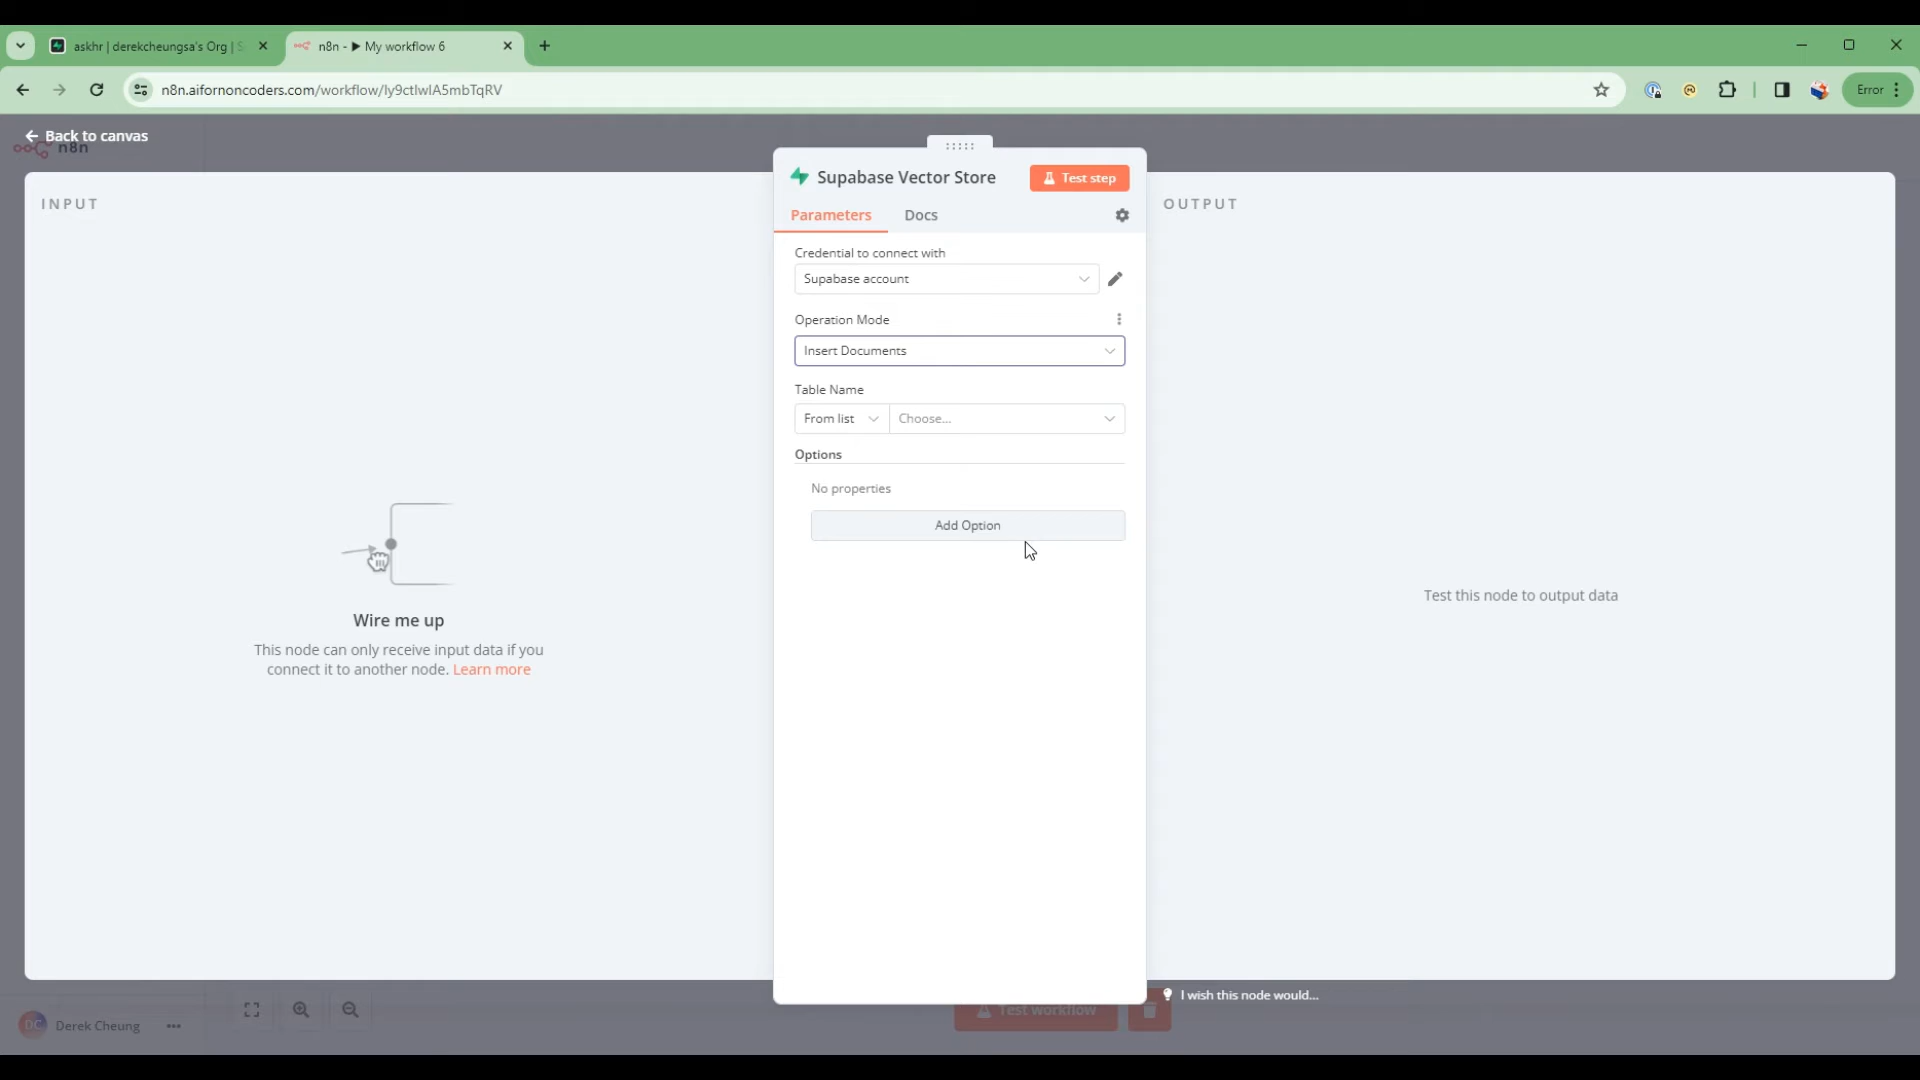 askhr | derekcheungsa's Org | S
n8n - ▶ My workflow 6
n8n.aifornoncoders.com/workflow/Iy9ctIwIA5mbTqRV
Error
Back to canvas
n8n
Supabase Vector Store
Test step
INPUT
Parameters
Docs
OUTPUT
Credential to connect with
Supabase account
Operation Mode
Insert Documents
Table Name
From list
Choose...
Options
No properties
Add Option
Wire me up
This node can only receive input data if you
connect it to another node. Learn more
Test this node to output data
I wish this node would...
Test workflow
DC
Derek Cheung